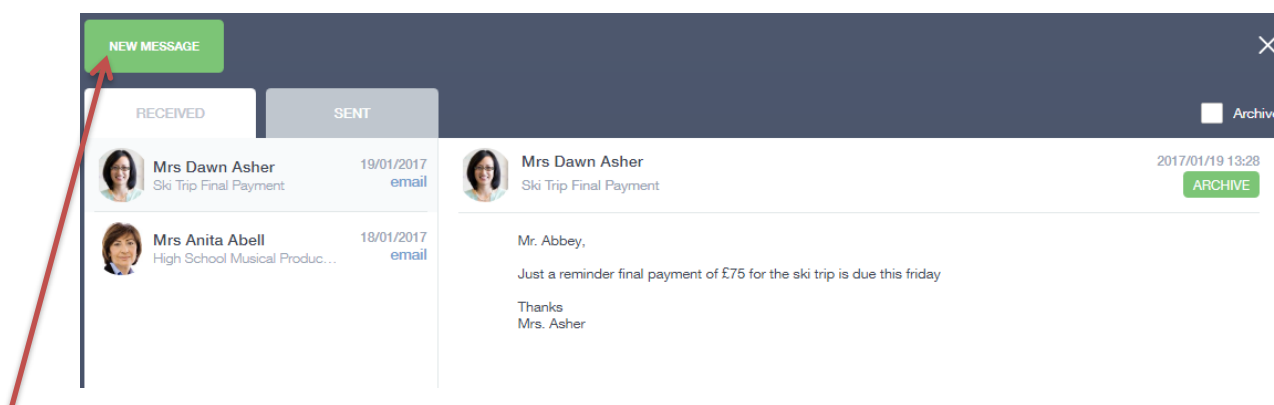 NEW MESSAGE
RECEIVED
SENT
Mrs Dawn Asher 19/01/2017
Ski Trip Final Payment email
Mrs Anita Abell 18/01/2017
High School Musical Produc... email
Archive
Mrs Dawn Asher 2017/01/19 13:28
Ski Trip Final Payment ARCHIVE
Mr. Abbey,
Just a reminder final payment of £75 for the ski trip is due this friday
Thanks
Mrs. Asher